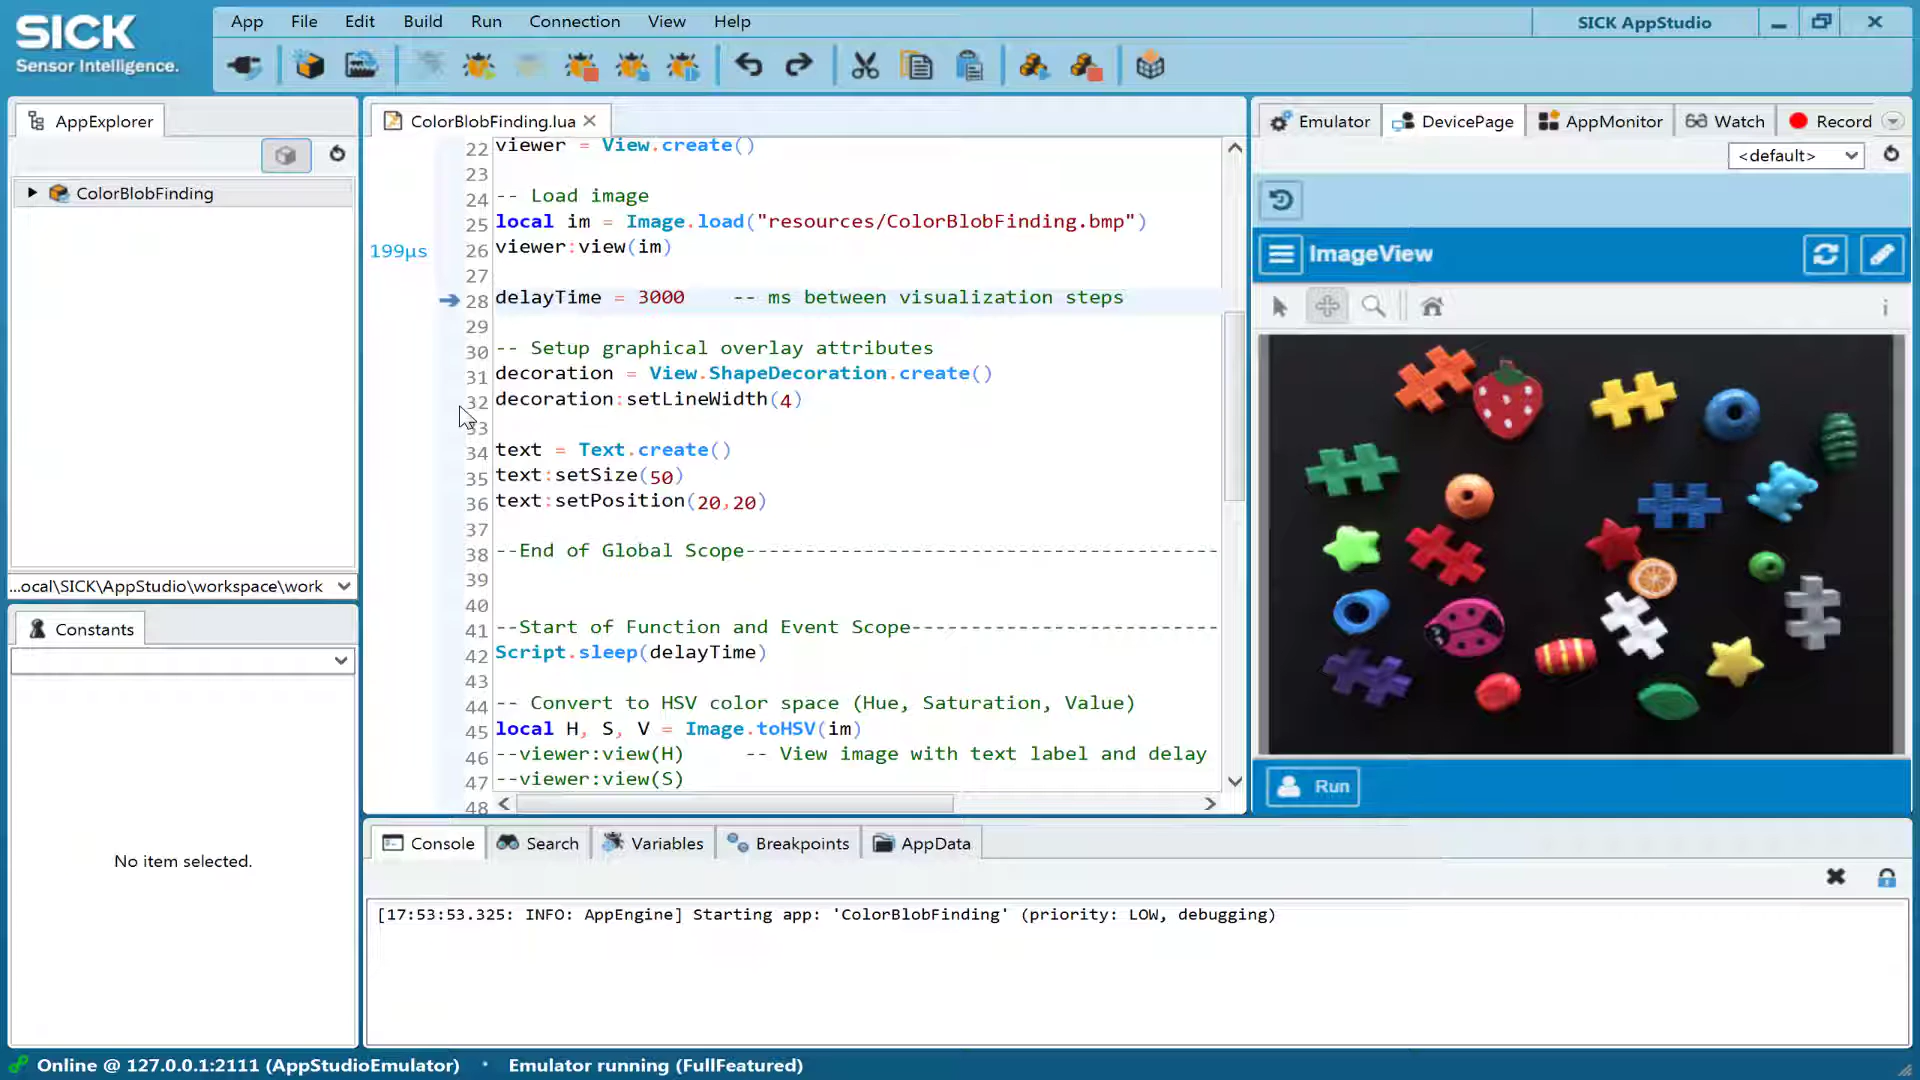 SICK
Sensor Intelligence.
App File Edit Build Run Connection View Help
SICK AppStudio
AppExplorer
ColorBlobFinding
...ocal\SICK\AppStudio\workspace\work
Constants
No item selected.
ColorBlobFinding.lua
22 viewer = View.create()
23
24 -- Load image
25 local im = Image.load("resources/ColorBlobFinding.bmp")
199µs 26 viewer:view(im)
27
28 delayTime = 3000 -- ms between visualization steps
29
30 -- Setup graphical overlay attributes
31 decoration = View.ShapeDecoration.create()
32 decoration:setLineWidth(4)
33
34 text = Text.create()
35 text:setSize(50)
36 text:setPosition(20,20)
37
38 --End of Global Scope----------------------------------------
39
40
41 --Start of Function and Event Scope--------------------------
42 Script.sleep(delayTime)
43
44 -- Convert to HSV color space (Hue, Saturation, Value)
45 local H, S, V = Image.toHSV(im)
46 --viewer:view(H) -- View image with text label and delay
47 --viewer:view(S)
48
Emulator DevicePage AppMonitor Watch Record
<default>
ImageView
i
Run
Console Search Variables Breakpoints AppData
[17:53:53.325: INFO: AppEngine] Starting app: 'ColorBlobFinding' (priority: LOW, debugging)
Online @ 127.0.0.1:2111 (AppStudioEmulator) • Emulator running (FullFeatured)